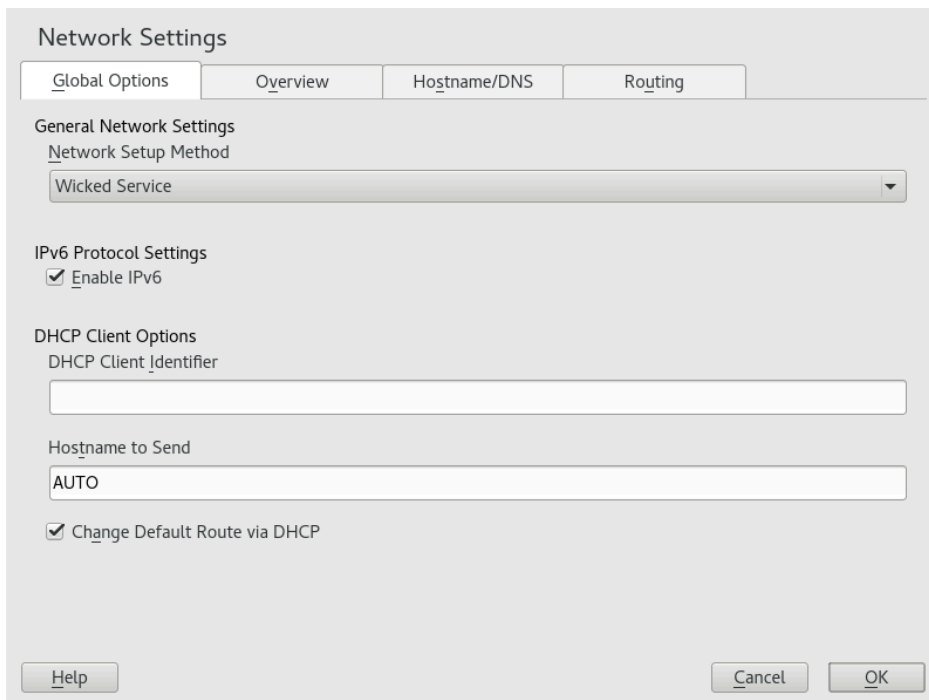 Network Settings
Global Options
Overview
Hostname/DNS
Routing
General Network Settings
Network Setup Method
Wicked Service
IPv6 Protocol Settings
Enable IPv6
DHCP Client Options
DHCP Client Identifier
Hostname to Send
AUTO
Change Default Route via DHCP
Help
Cancel
OK